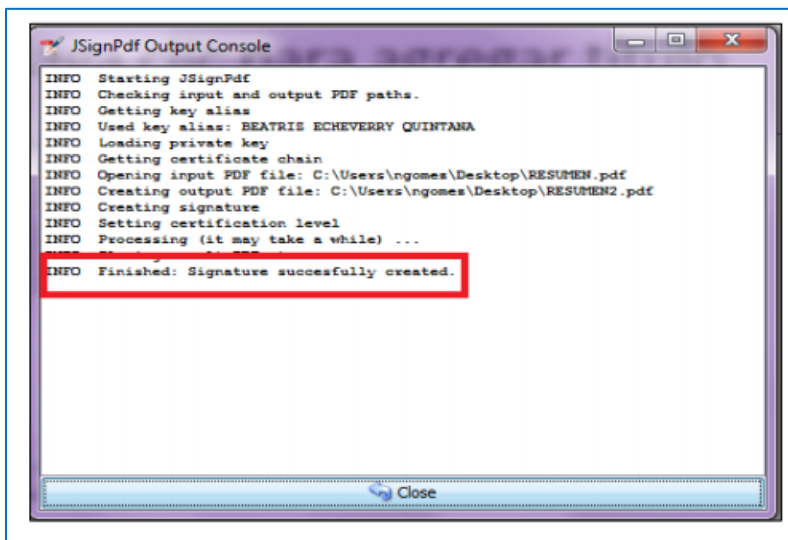 JSignPdf Output Console
para agregar
INFO Starting JSignPdf
INFO Checking input and output PDF paths.
INFO Getting key alias
INFO Used key alias: BEATRIS ECHEVERRY QUINTANA
INFO Loading private key
INFO Getting certificate chain
INFO Opening input PDF file: C:\Users\ngomes\Desktop\RESUMEN.pdf
INFO Creating output PDF file: C:\Users\ngomes\Desktop\RESUMEN2.pdf
INFO Creating signature
INFO Setting certification level
INFO Processing (it may take a while) ...
INFO Finished: Signature succesfully created.
Close